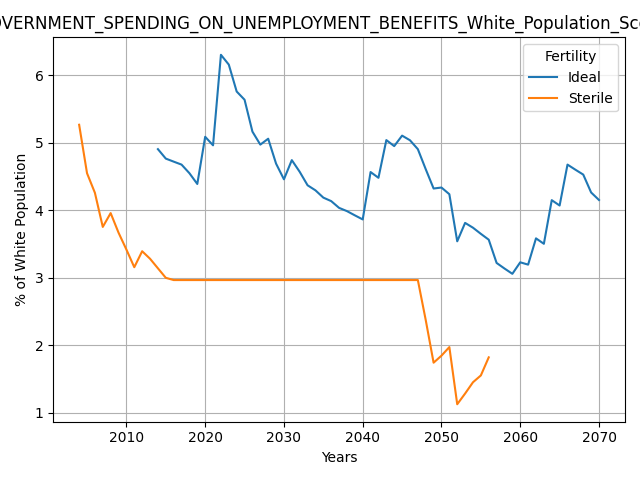 OVERNMENT_SPENDING_ON_UNEMPLOYMENT_BENEFITS_White_Population_Sc
Fertility
Ideal
Sterile
% of White Population
6
5
4
3
2
1
2010 2020 2030 2040 2050 2060 2070
Years